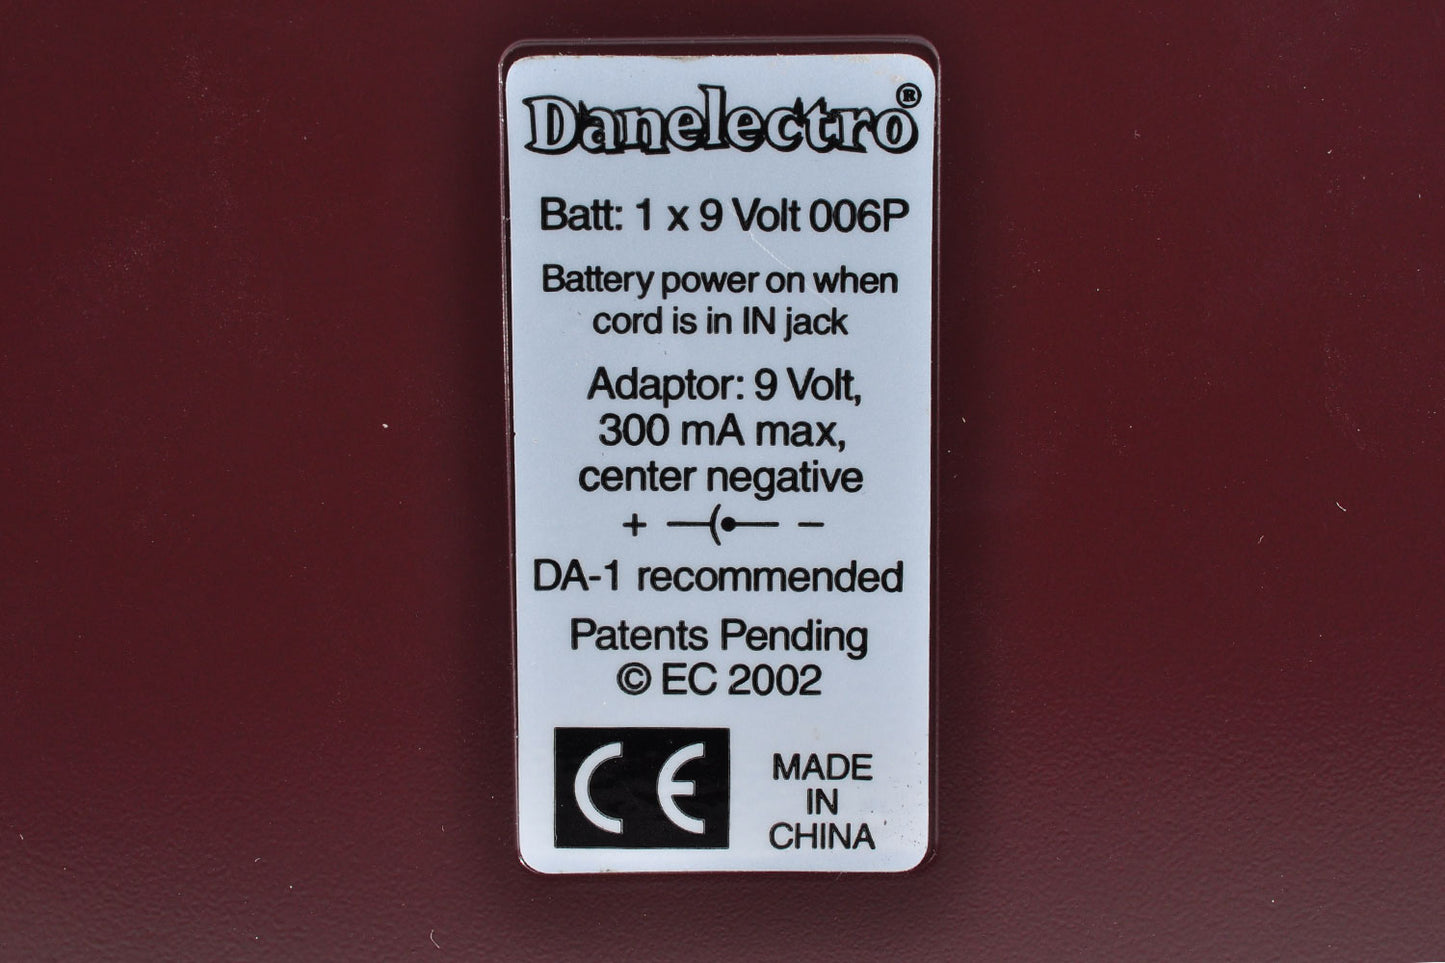 Danelectro®
Batt: 1 x 9 Volt 006P
Battery power on when
cord is in IN jack
Adaptor: 9 Volt,
300 mA max,
center negative
+ −
DA-1 recommended
Patents Pending
© EC 2002
CE
MADE
IN
CHINA